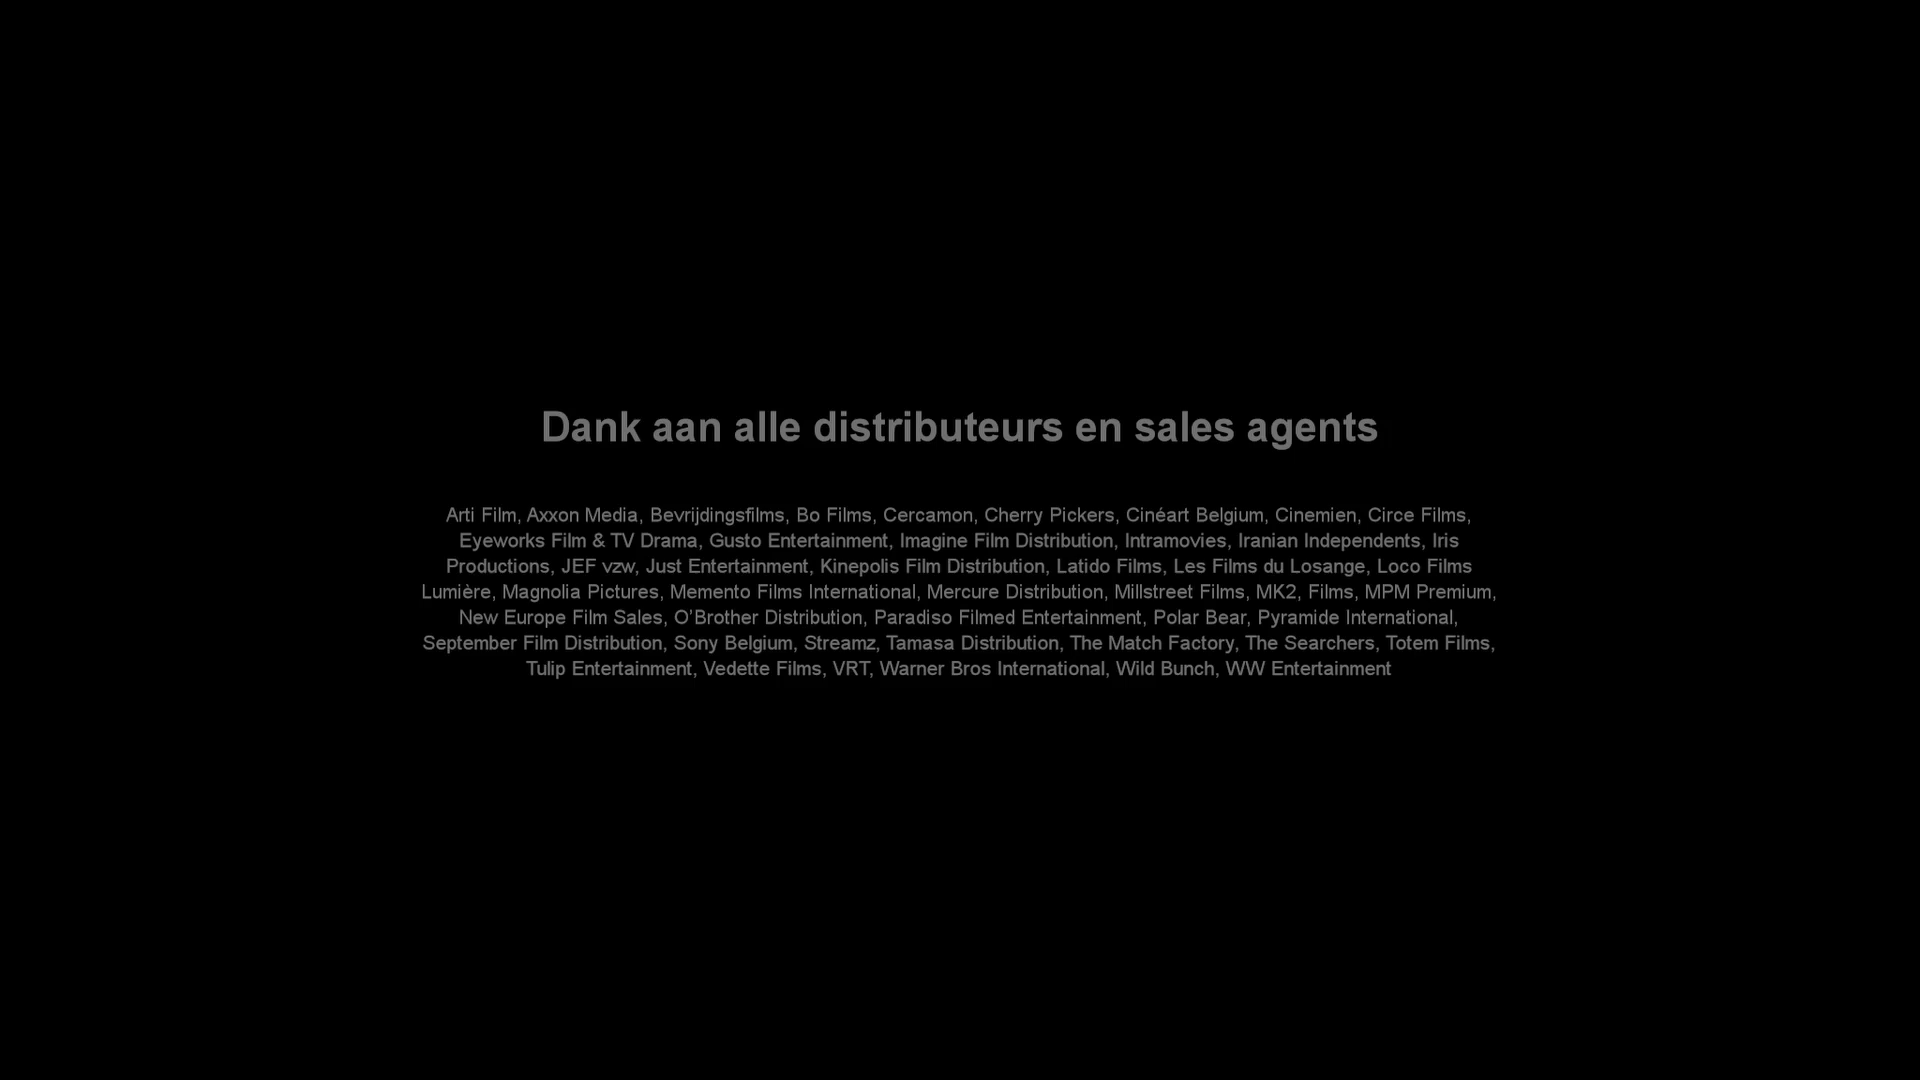 Dank aan alle distributeurs en sales agents
Arti Film, Axxon Media, Bevrijdingsfilms, Bo Films, Cercamon, Cherry Pickers, Cinéart Belgium, Cinemien, Circe Films,
Eyeworks Film & TV Drama, Gusto Entertainment, Imagine Film Distribution, Intramovies, Iranian Independents, Iris
Productions, JEF vzw, Just Entertainment, Kinepolis Film Distribution, Latido Films, Les Films du Losange, Loco Films
Lumière, Magnolia Pictures, Memento Films International, Mercure Distribution, Millstreet Films, MK2, Films, MPM Premium,
New Europe Film Sales, O’Brother Distribution, Paradiso Filmed Entertainment, Polar Bear, Pyramide International,
September Film Distribution, Sony Belgium, Streamz, Tamasa Distribution, The Match Factory, The Searchers, Totem Films,
Tulip Entertainment, Vedette Films, VRT, Warner Bros International, Wild Bunch, WW Entertainment